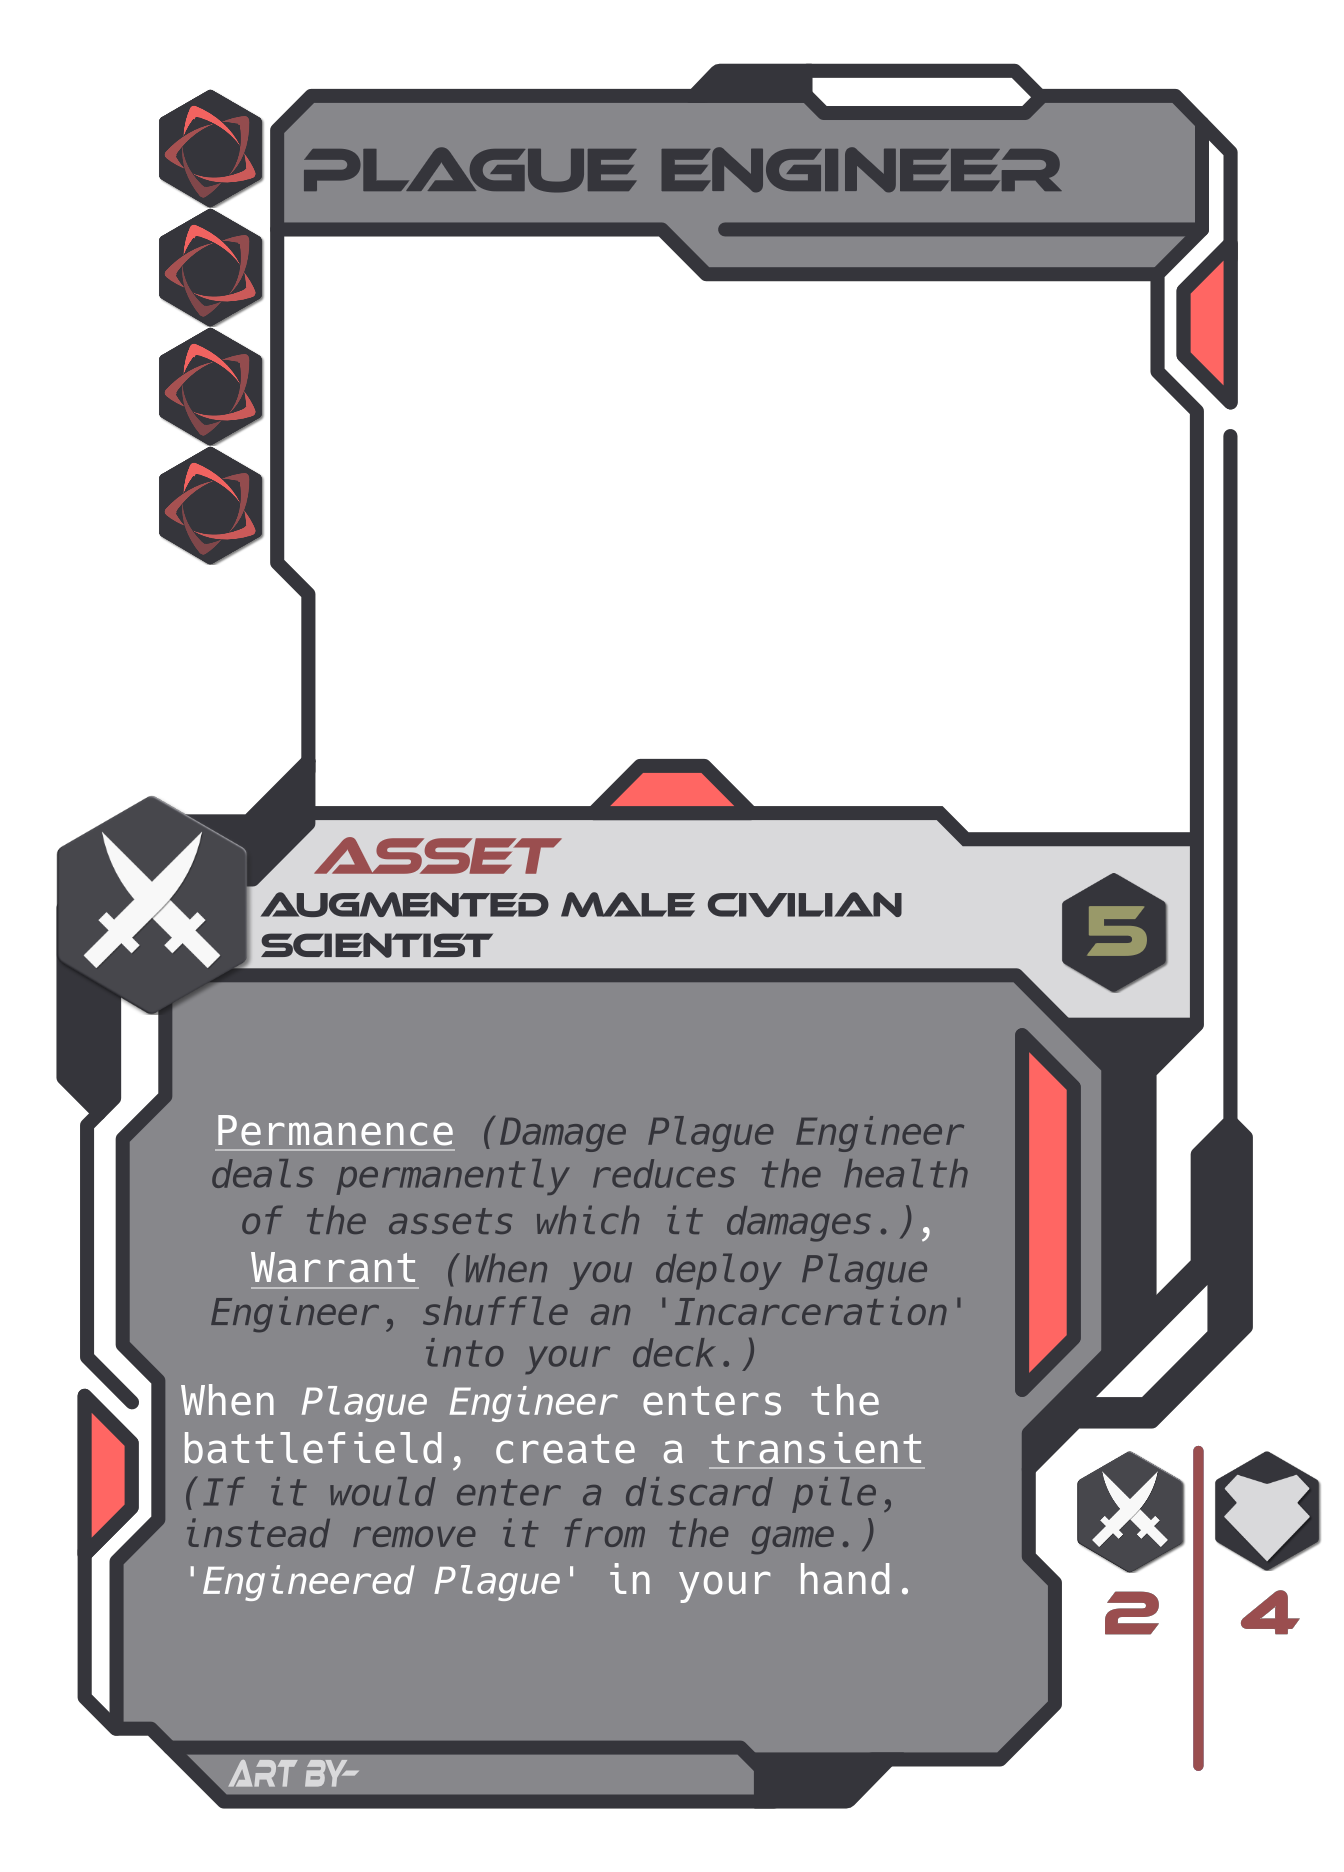 PLAGUE ENGINEER
ASSET
AUGMENTED MALE CIVILIAN
SCIENTIST
5
Permanence (Damage Plague Engineer
deals permanently reduces the health
of the assets which it damages.),
Warrant (When you deploy Plague
Engineer, shuffle an 'Incarceration'
into your deck.)
When Plague Engineer enters the
battlefield, create a transient
(If it would enter a discard pile,
instead remove it from the game.)
'Engineered Plague' in your hand.
2
4
ART BY-